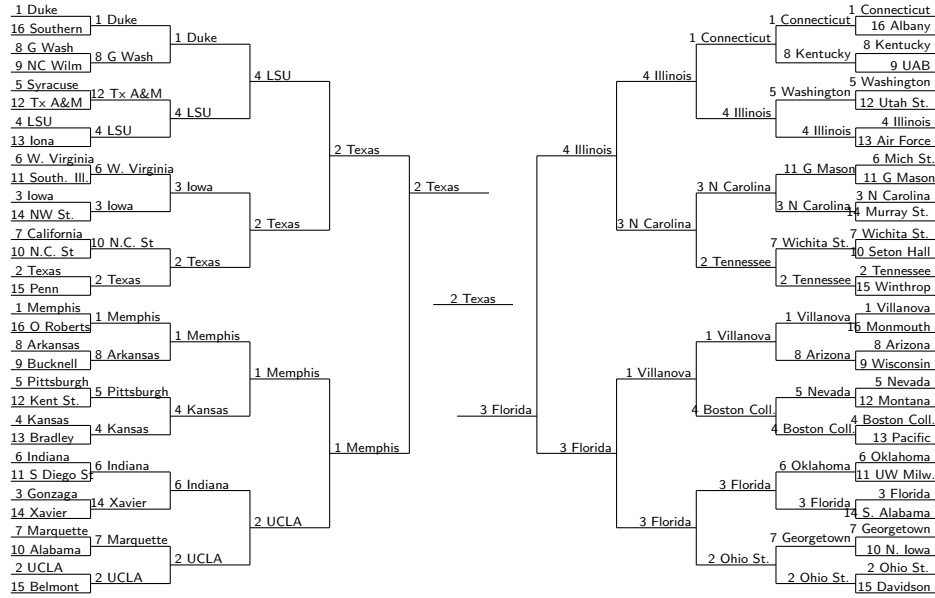 1 Duke
16 Southern
8 G Wash
9 NC Wilm
5 Syracuse
12 Tx A&M
4 LSU
13 Iona
6 W. Virginia
11 South. Ill.
3 Iowa
14 NW St.
7 California
10 N.C. St
2 Texas
15 Penn
1 Memphis
16 O Roberts
8 Arkansas
9 Bucknell
5 Pittsburgh
12 Kent St.
4 Kansas
13 Bradley
6 Indiana
11 S Diego St
3 Gonzaga
14 Xavier
7 Marquette
10 Alabama
2 UCLA
15 Belmont
1 Duke
8 G Wash
12 Tx A&M
4 LSU
6 W. Virginia
3 Iowa
10 N.C. St
2 Texas
1 Memphis
8 Arkansas
5 Pittsburgh
4 Kansas
6 Indiana
14 Xavier
7 Marquette
2 UCLA
1 Duke
4 LSU
3 Iowa
2 Texas
1 Memphis
4 Kansas
6 Indiana
2 UCLA
4 LSU
2 Texas
1 Memphis
2 UCLA
2 Texas
1 Memphis
2 Texas
2 Texas
3 Florida
4 Illinois
3 Florida
4 Illinois
3 N Carolina
1 Villanova
3 Florida
1 Connecticut
4 Illinois
3 N Carolina
2 Tennessee
1 Villanova
4 Boston Coll.
3 Florida
2 Ohio St.
1 Connecticut
8 Kentucky
5 Washington
4 Illinois
11 G Mason
3 N Carolina
7 Wichita St.
2 Tennessee
1 Villanova
8 Arizona
5 Nevada
4 Boston Coll.
6 Oklahoma
3 Florida
7 Georgetown
2 Ohio St.
1 Connecticut
16 Albany
8 Kentucky
9 UAB
5 Washington
12 Utah St.
4 Illinois
13 Air Force
6 Mich St.
11 G Mason
3 N Carolina
14 Murray St.
7 Wichita St.
10 Seton Hall
2 Tennessee
15 Winthrop
1 Villanova
16 Monmouth
8 Arizona
9 Wisconsin
5 Nevada
12 Montana
4 Boston Coll.
13 Pacific
6 Oklahoma
11 UW Milw.
3 Florida
14 S. Alabama
7 Georgetown
10 N. Iowa
2 Ohio St.
15 Davidson